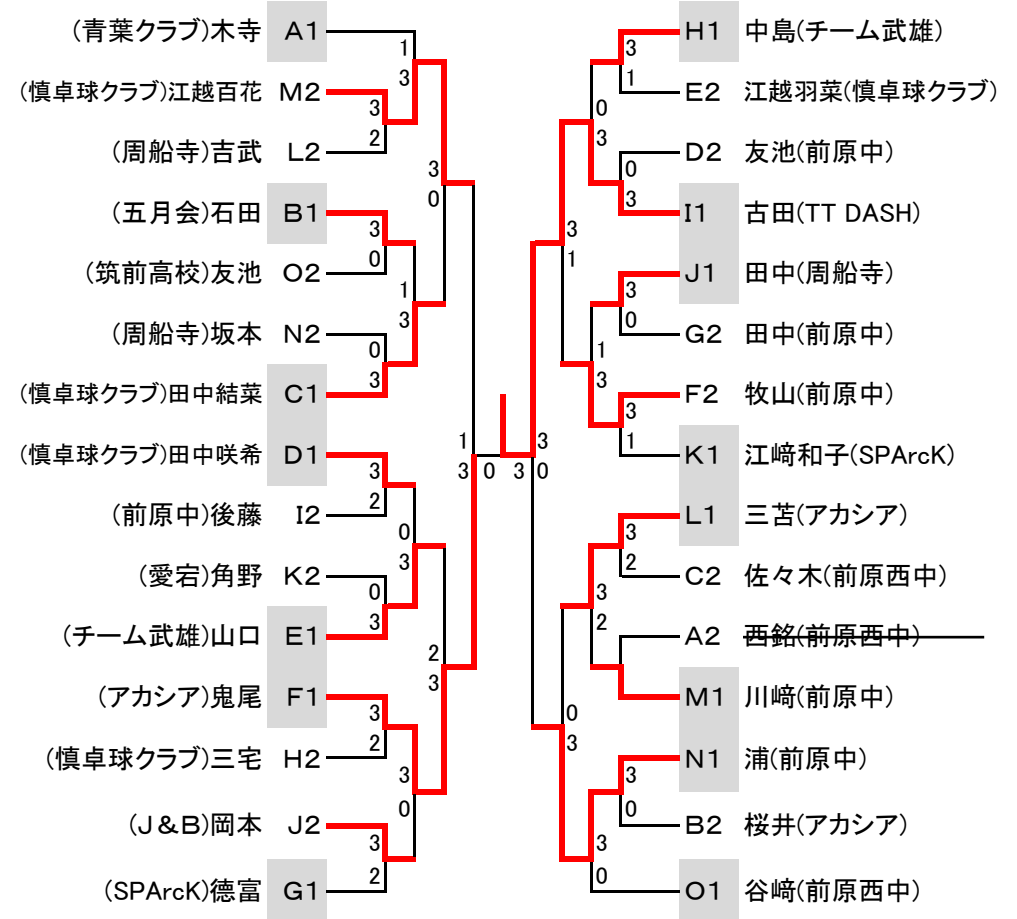 (青葉クラブ)木寺 A1
1
3
(慎卓球クラブ)江越百花 M2
3
2
(周船寺)吉武 L2
3
0
(五月会)石田 B1
3
0
(筑前高校)友池 O2
1
3
(周船寺)坂本 N2
0
3
(慎卓球クラブ)田中結菜 C1
1
3
(慎卓球クラブ)田中咲希 D1
3
2
(前原中)後藤 I2
0
3
(愛宕)角野 K2
0
3
(チーム武雄)山口 E1
2
3
(アカシア)鬼尾 F1
3
2
(慎卓球クラブ)三宅 H2
3
0
(J&B)岡本 J2
3
2
(SPArcK)德富 G1
0 3
H1 中島(チーム武雄)
3
1
E2 江越羽菜(慎卓球クラブ)
0
3
D2 友池(前原中)
0
3
I1 古田(TT DASH)
3
1
J1 田中(周船寺)
3
0
G2 田中(前原中)
1
3
F2 牧山(前原中)
3
1
K1 江﨑和子(SPArcK)
3
0
L1 三苫(アカシア)
3
2
C2 佐々木(前原西中)
3
2
A2 西銘(前原西中)
M1 川﨑(前原中)
0
3
N1 浦(前原中)
3
0
B2 桜井(アカシア)
3
0
O1 谷﨑(前原西中)